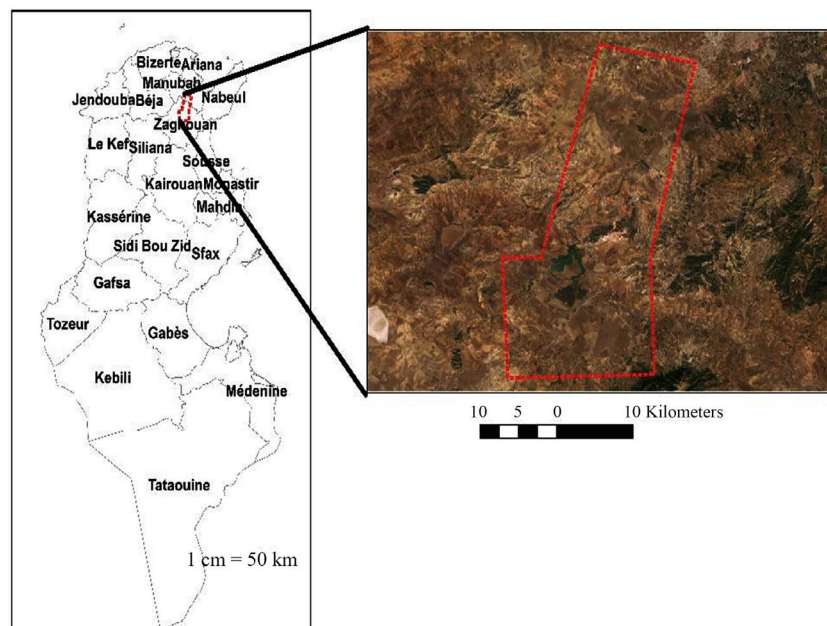 Bizerte Ariana
Manubah
Jendouba Béja Nabeul
Zaghouan
Le Kef Siliana
Sousse
Kairouan Monastir
Mahdia
Kassérine
Sidi Bou Zid Sfax
Gafsa
Tozeur Gabès
Kebili
Médenine
Tataouine
1 cm = 50 km
10 5 0 10 Kilometers